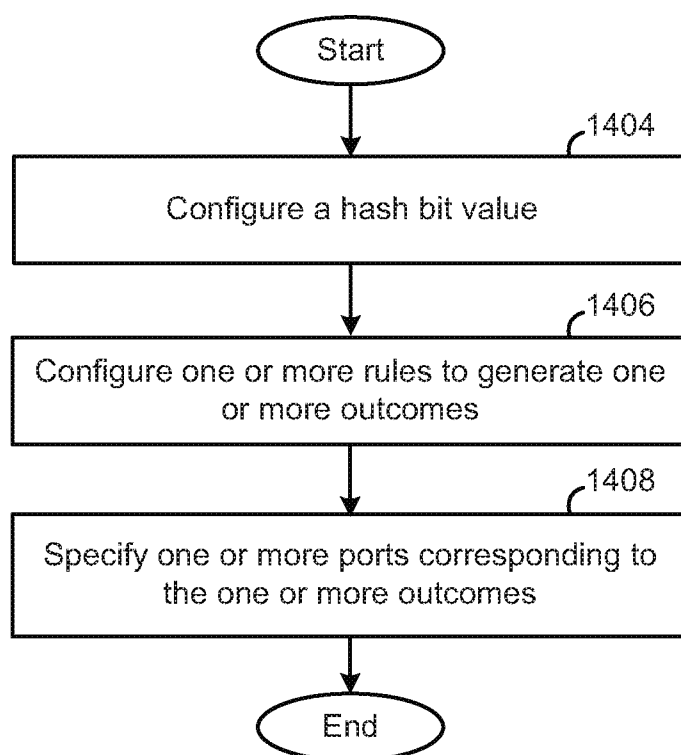 Start
1404
Configure a hash bit value
1406
Configure one or more rules to generate one
or more outcomes
1408
Specify one or more ports corresponding to
the one or more outcomes
End